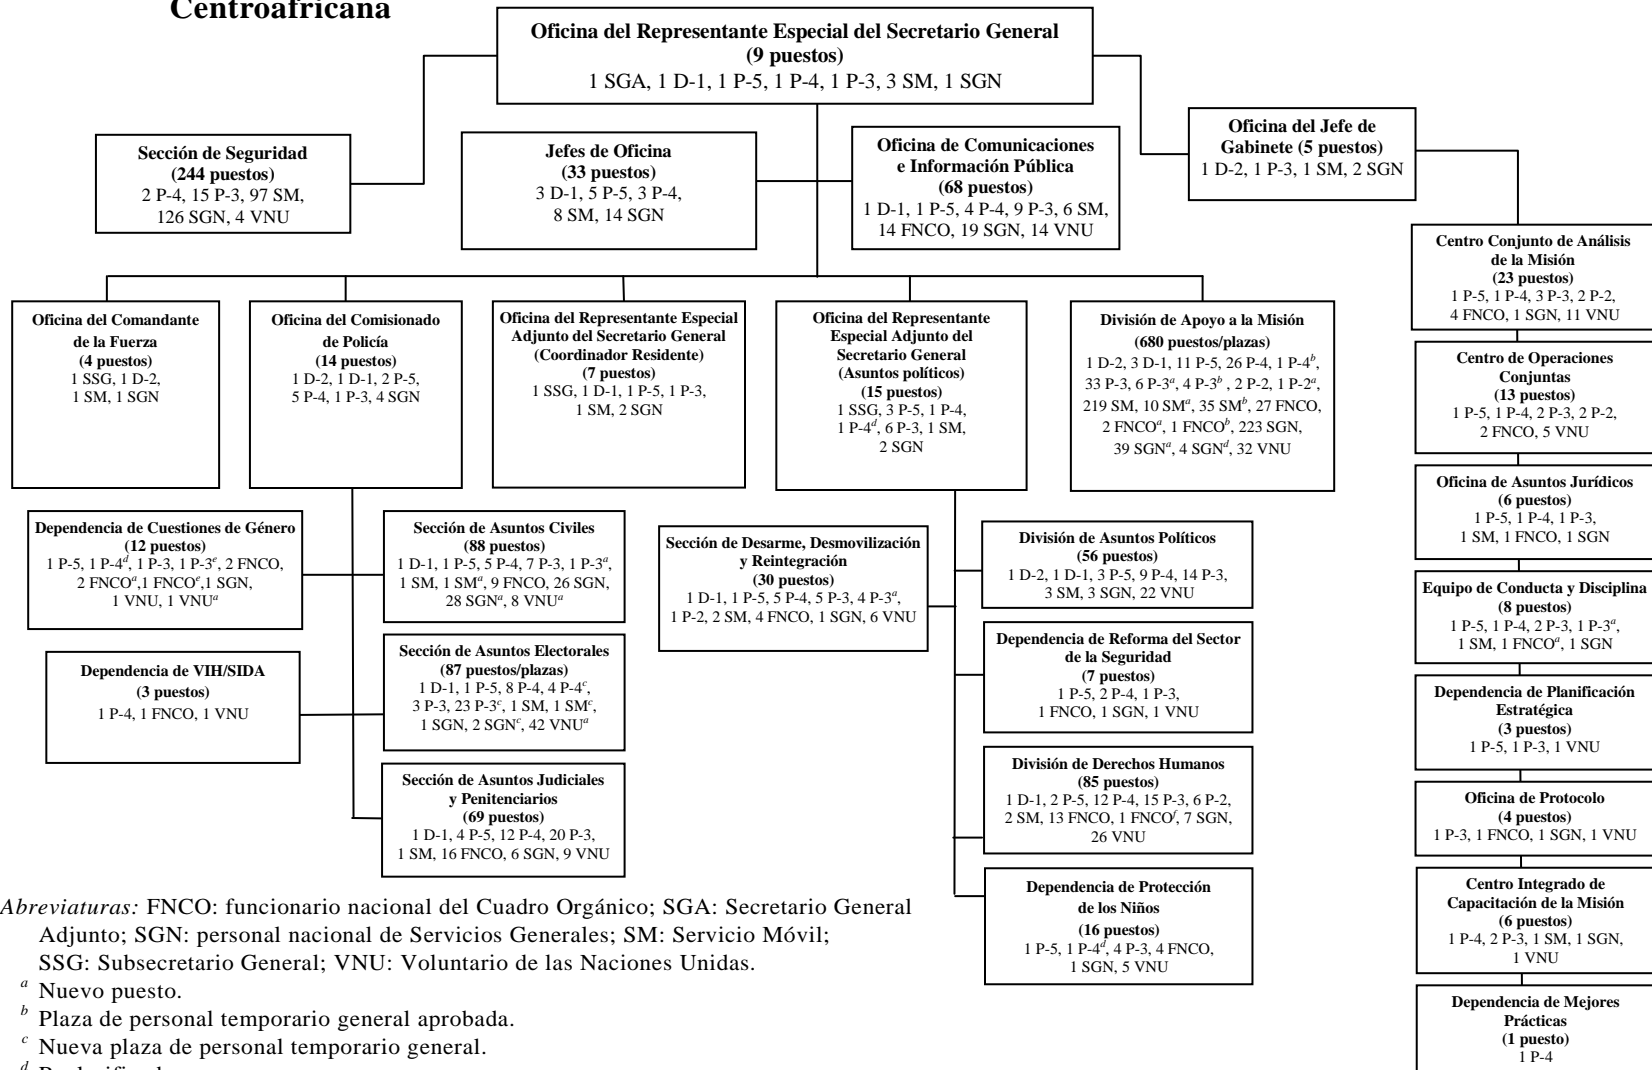 Centroafricana
Oficina del Representante Especial del Secretario General
(9 puestos)
1 SGA, 1 D-1, 1 P-5, 1 P-4, 1 P-3, 3 SM, 1 SGN
Sección de Seguridad
(244 puestos)
2 P-4, 15 P-3, 97 SM,
126 SGN, 4 VNU
Jefes de Oficina
(33 puestos)
3 D-1, 5 P-5, 3 P-4,
8 SM, 14 SGN
Oficina de Comunicaciones
e Información Pública
(68 puestos)
1 D-1, 1 P-5, 4 P-4, 9 P-3, 6 SM,
14 FNCO, 19 SGN, 14 VNU
Oficina del Jefe de
Gabinete (5 puestos)
1 D-2, 1 P-3, 1 SM, 2 SGN
Oficina del Comandante
de la Fuerza
(4 puestos)
1 SSG, 1 D-2,
1 SM, 1 SGN
Oficina del Comisionado
de Policía
(14 puestos)
1 D-2, 1 D-1, 2 P-5,
5 P-4, 1 P-3, 4 SGN
Oficina del Representante Especial
Adjunto del Secretario General
(Coordinador Residente)
(7 puestos)
1 SSG, 1 D-1, 1 P-5, 1 P-3,
1 SM, 2 SGN
Oficina del Representante
Especial Adjunto del
Secretario General
(Asuntos políticos)
(15 puestos)
1 SSG, 3 P-5, 1 P-4,
1 P-4d, 6 P-3, 1 SM,
2 SGN
División de Apoyo a la Misión
(680 puestos/plazas)
1 D-2, 3 D-1, 11 P-5, 26 P-4, 1 P-4b,
33 P-3, 6 P-3a, 4 P-3b , 2 P-2, 1 P-2a,
219 SM, 10 SMa, 35 SMb, 27 FNCO,
2 FNCOa, 1 FNCOb, 223 SGN,
39 SGNa, 4 SGNd, 32 VNU
Dependencia de Cuestiones de Género
(12 puestos)
1 P-5, 1 P-4d, 1 P-3, 1 P-3e, 2 FNCO,
2 FNCOa,1 FNCOe,1 SGN,
1 VNU, 1 VNUa
Dependencia de VIH/SIDA
(3 puestos)
1 P-4, 1 FNCO, 1 VNU
Sección de Asuntos Civiles
(88 puestos)
1 D-1, 1 P-5, 5 P-4, 7 P-3, 1 P-3a,
1 SM, 1 SMa, 9 FNCO, 26 SGN,
28 SGNa, 8 VNUa
Sección de Asuntos Electorales
(87 puestos/plazas)
1 D-1, 1 P-5, 8 P-4, 4 P-4c,
3 P-3, 23 P-3c, 1 SM, 1 SMc,
1 SGN, 2 SGNc, 42 VNUa
Sección de Asuntos Judiciales
y Penitenciarios
(69 puestos)
1 D-1, 4 P-5, 12 P-4, 20 P-3,
1 SM, 16 FNCO, 6 SGN, 9 VNU
Sección de Desarme, Desmovilización
y Reintegración
(30 puestos)
1 D-1, 1 P-5, 5 P-4, 5 P-3, 4 P-3a,
1 P-2, 2 SM, 4 FNCO, 1 SGN, 6 VNU
División de Asuntos Políticos
(56 puestos)
1 D-2, 1 D-1, 3 P-5, 9 P-4, 14 P-3,
3 SM, 3 SGN, 22 VNU
Dependencia de Reforma del Sector
de la Seguridad
(7 puestos)
1 P-5, 2 P-4, 1 P-3,
1 FNCO, 1 SGN, 1 VNU
División de Derechos Humanos
(85 puestos)
1 D-1, 2 P-5, 12 P-4, 15 P-3, 6 P-2,
2 SM, 13 FNCO, 1 FNCOf, 7 SGN,
26 VNU
Dependencia de Protección
de los Niños
(16 puestos)
1 P-5, 1 P-4d, 4 P-3, 4 FNCO,
1 SGN, 5 VNU
Centro Conjunto de Análisis
de la Misión
(23 puestos)
1 P-5, 1 P-4, 3 P-3, 2 P-2,
4 FNCO, 1 SGN, 11 VNU
Centro de Operaciones
Conjuntas
(13 puestos)
1 P-5, 1 P-4, 2 P-3, 2 P-2,
2 FNCO, 5 VNU
Oficina de Asuntos Jurídicos
(6 puestos)
1 P-5, 1 P-4, 1 P-3,
1 SM, 1 FNCO, 1 SGN
Equipo de Conducta y Disciplina
(8 puestos)
1 P-5, 1 P-4, 2 P-3, 1 P-3a,
1 SM, 1 FNCOa, 1 SGN
Dependencia de Planificación
Estratégica
(3 puestos)
1 P-5, 1 P-3, 1 VNU
Oficina de Protocolo
(4 puestos)
1 P-3, 1 FNCO, 1 SGN, 1 VNU
Centro Integrado de
Capacitación de la Misión
(6 puestos)
1 P-4, 2 P-3, 1 SM, 1 SGN,
1 VNU
Dependencia de Mejores
Prácticas
(1 puesto)
1 P-4
Abreviaturas: FNCO: funcionario nacional del Cuadro Orgánico; SGA: Secretario General
Adjunto; SGN: personal nacional de Servicios Generales; SM: Servicio Móvil;
SSG: Subsecretario General; VNU: Voluntario de las Naciones Unidas.
a Nuevo puesto.
b Plaza de personal temporario general aprobada.
c Nueva plaza de personal temporario general.
d